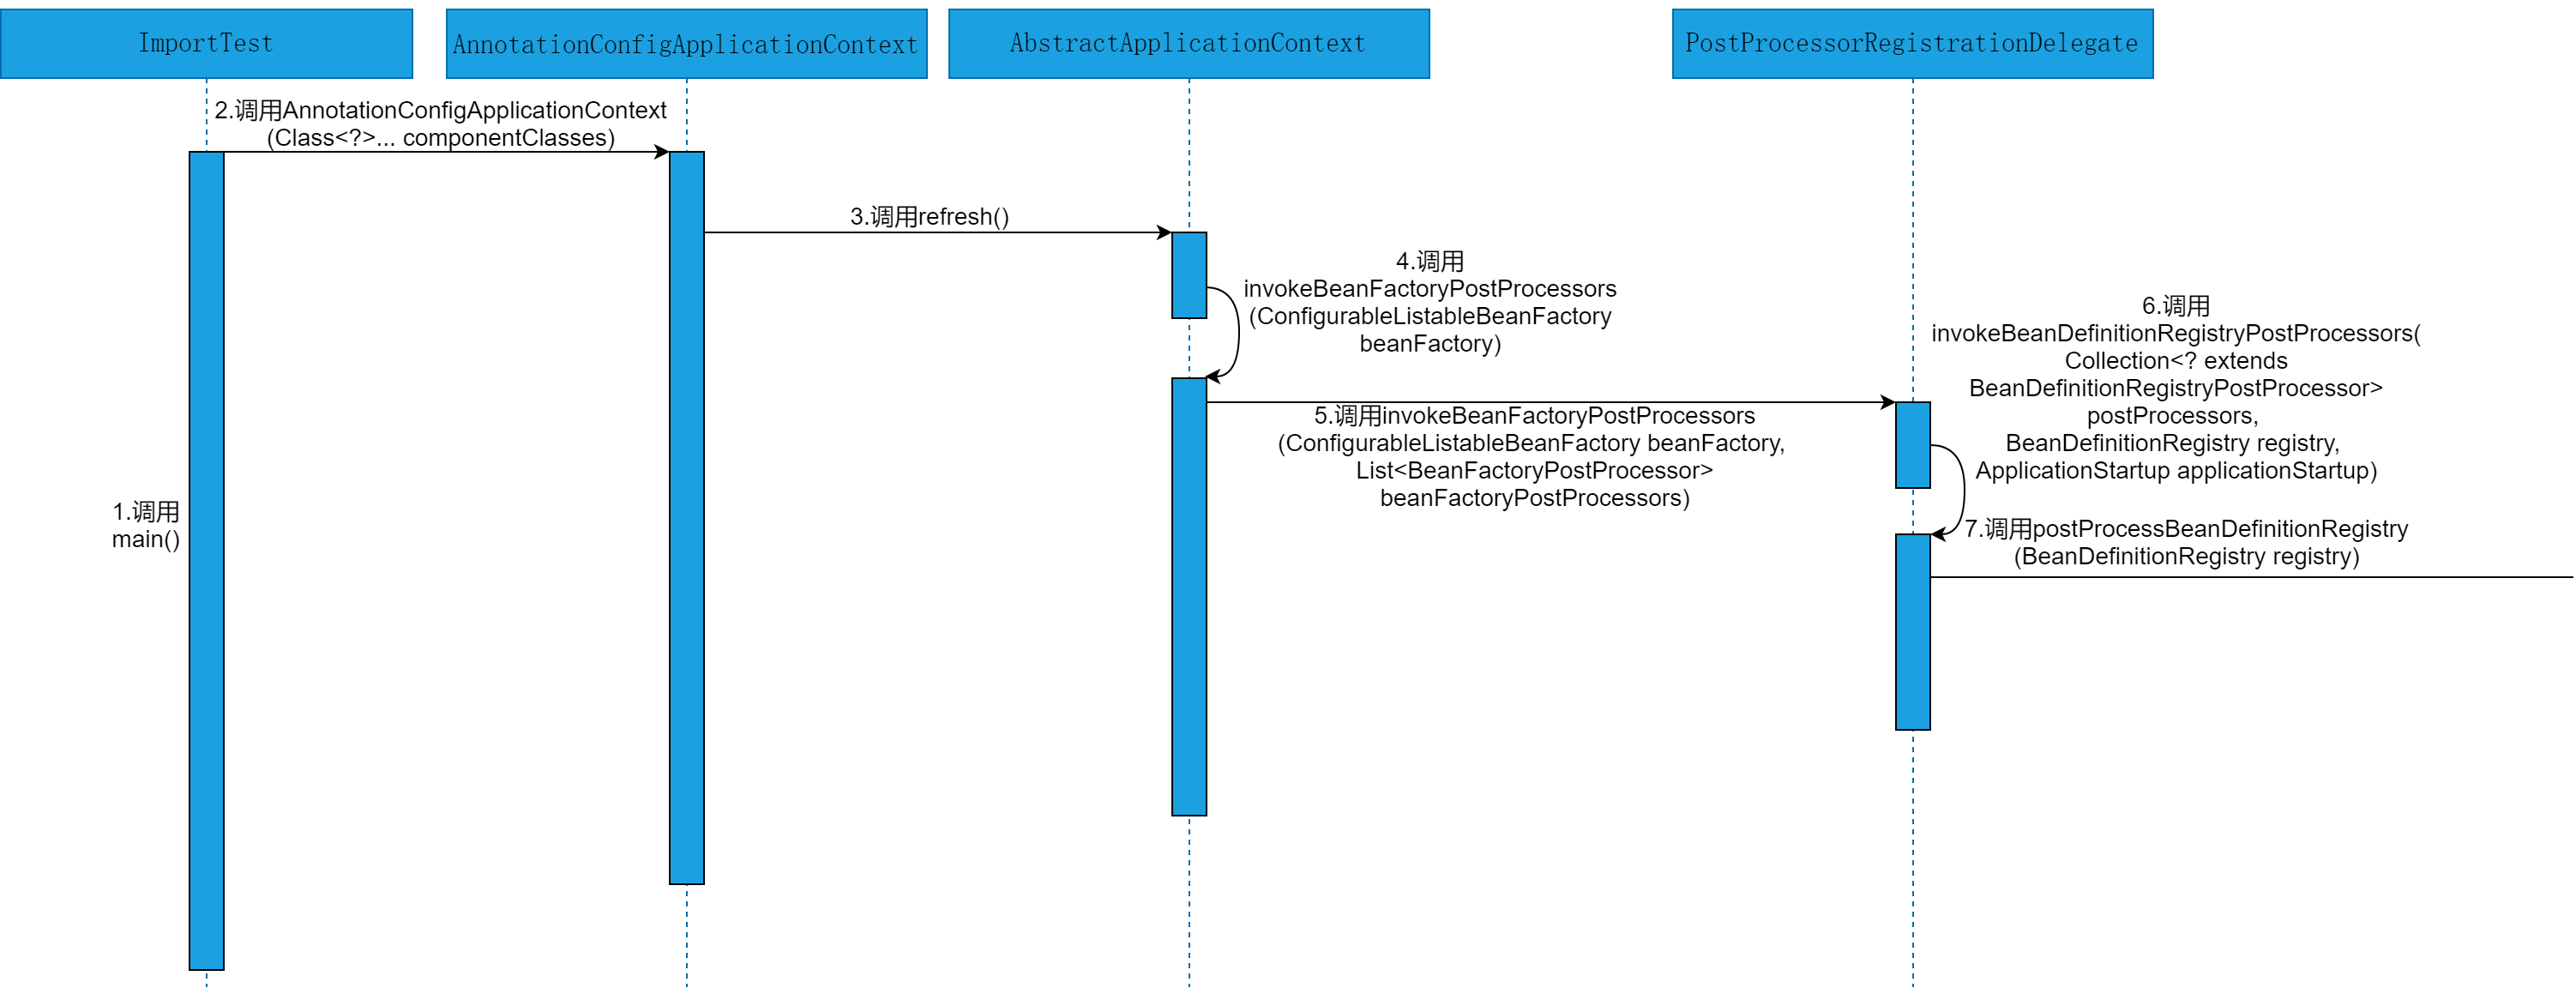 ImportTest
AnnotationConfigApplicationContext
AbstractApplicationContext
PostProcessorRegistrationDelegate
1.调用
main()
2.调用AnnotationConfigApplicationContext
(Class<?>... componentClasses)
3.调用refresh()
4.调用
invokeBeanFactoryPostProcessors
(ConfigurableListableBeanFactory
beanFactory)
5.调用invokeBeanFactoryPostProcessors
(ConfigurableListableBeanFactory beanFactory,
List<BeanFactoryPostProcessor>
beanFactoryPostProcessors)
6.调用
invokeBeanDefinitionRegistryPostProcessors(
Collection<? extends
BeanDefinitionRegistryPostProcessor>
postProcessors,
BeanDefinitionRegistry registry,
ApplicationStartup applicationStartup)
7.调用postProcessBeanDefinitionRegistry
(BeanDefinitionRegistry registry)